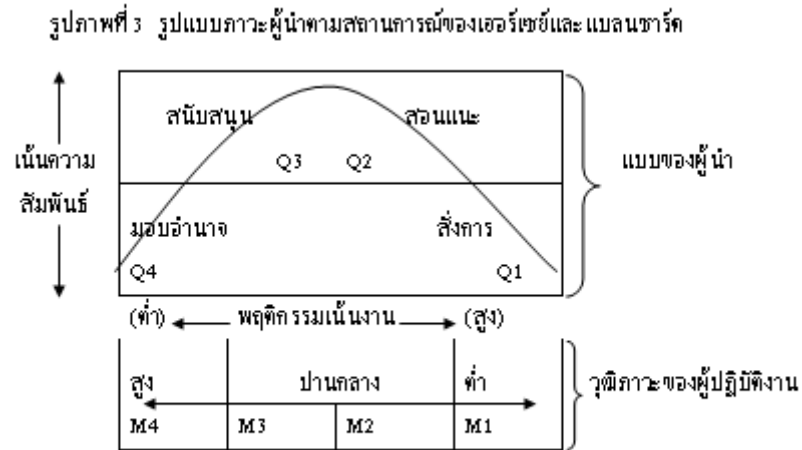 รูปภาพที่ 3 รูปแบบภาวะผู้นำตามสถานการณ์ของเฮอร์เซย์และแบลนชาร์ด
สนับสนุน สอนแนะ
Q3 Q2
เน้นความ
สัมพันธ์
แบบของผู้นำ
มอบอำนาจ สั่งการ
Q4 Q1
(ต่ำ) พฤติกรรมเน้นงาน (สูง)
สูง ปานกลาง ต่ำ
วุฒิภาวะของผู้ปฏิบัติงาน
M4 M3 M2 M1